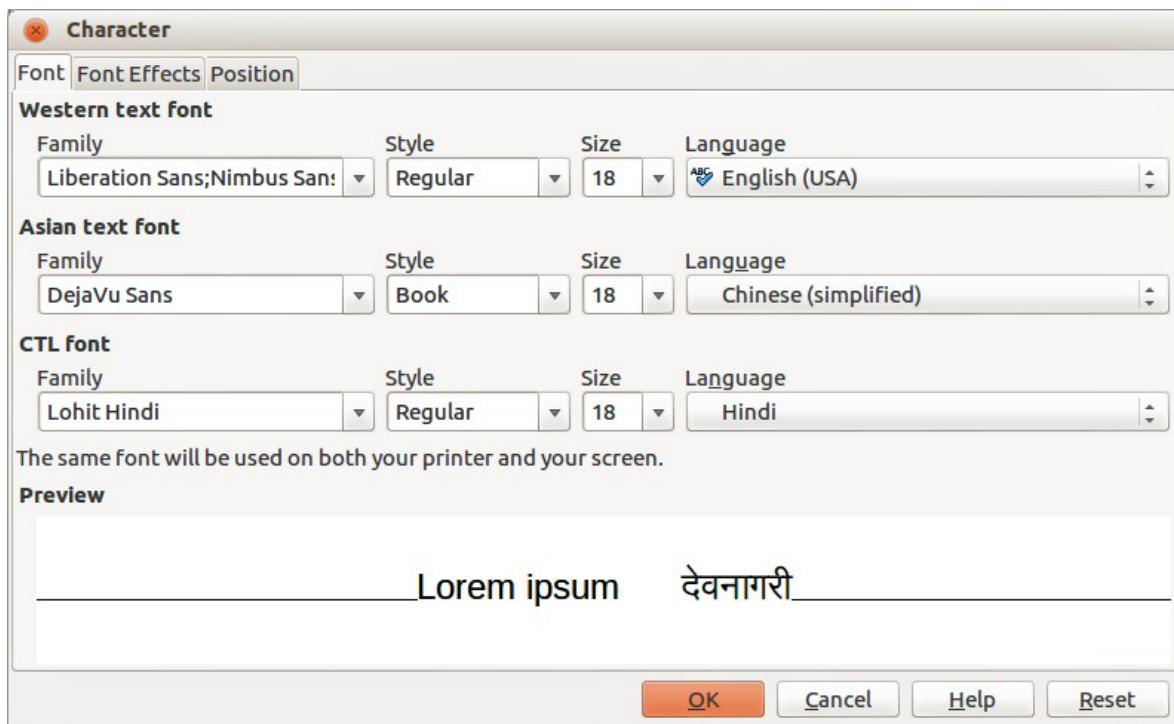 Character
Font Font Effects Position
Western text font
Family Style Size Language
Liberation Sans;Nimbus Sans Regular 18 English (USA)
Asian text font
Family Style Size Language
DejaVu Sans Book 18 Chinese (simplified)
CTL font
Family Style Size Language
Lohit Hindi Regular 18 Hindi
The same font will be used on both your printer and your screen.
Preview
Lorem ipsum देवनागरी
OK Cancel Help Reset